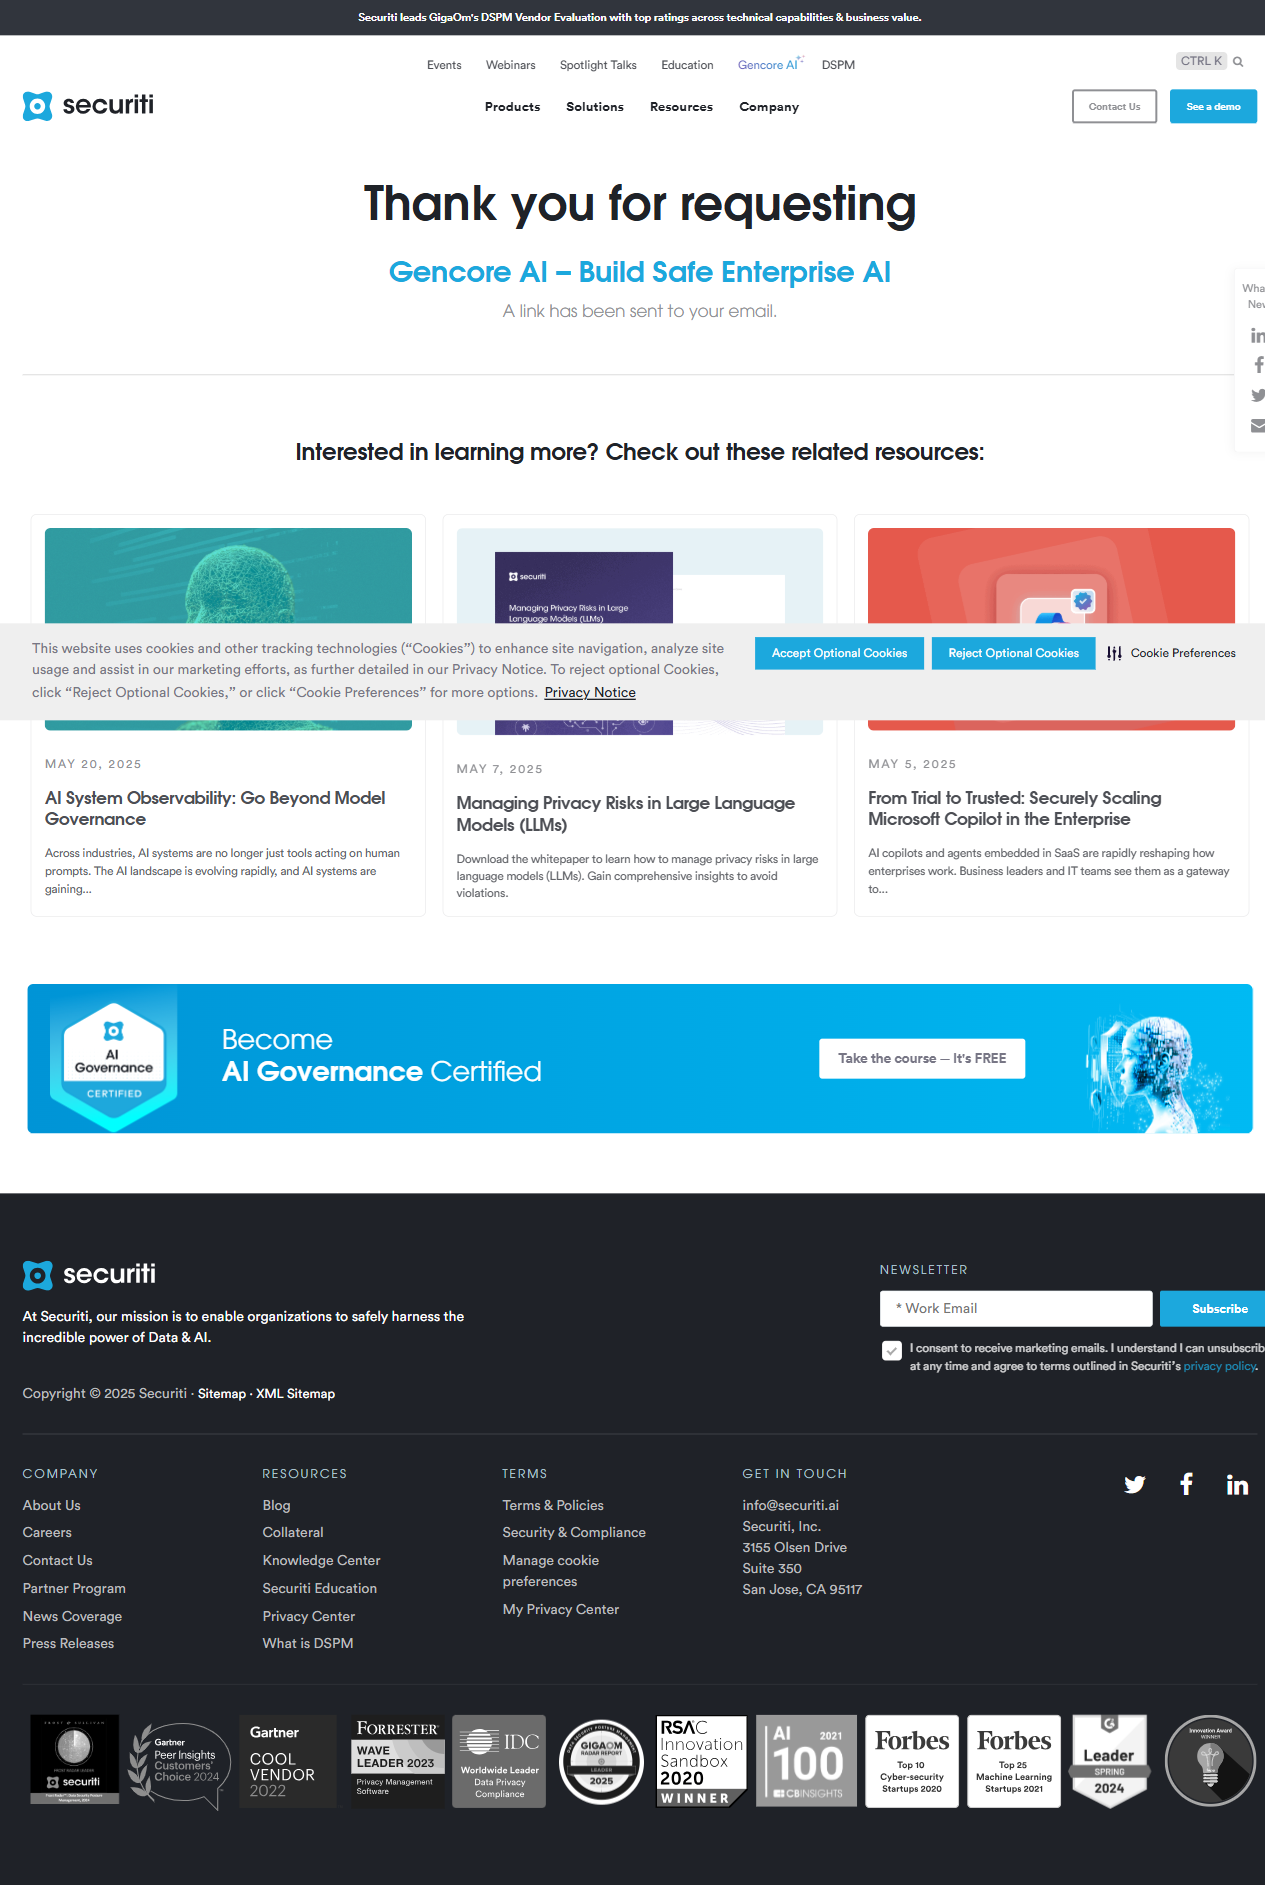 Securiti leads GigaOm's DSPM Vendor Evaluation with top ratings across technical capabilities & business value.
Events Webinars Spotlight Talks Education Gencore AI DSPM
CTRL K
securiti
Products Solutions Resources Company
Contact Us
See a demo
Thank you for requesting
Gencore AI – Build Safe Enterprise AI
A link has been sent to your email.
Interested in learning more? Check out these related resources:
securiti
Managing Privacy Risks in Large
Language Models (LLMs)
This website uses cookies and other tracking technologies (“Cookies”) to enhance site navigation, analyze site
usage and assist in our marketing efforts, as further detailed in our Privacy Notice. To reject optional Cookies,
click “Reject Optional Cookies,” or click “Cookie Preferences” for more options. Privacy Notice
Accept Optional Cookies
Reject Optional Cookies
Cookie Preferences
MAY 20, 2025
AI System Observability: Go Beyond Model
Governance
Across industries, AI systems are no longer just tools acting on human
prompts. The AI landscape is evolving rapidly, and AI systems are
gaining...
MAY 7, 2025
Managing Privacy Risks in Large Language
Models (LLMs)
Download the whitepaper to learn how to manage privacy risks in large
language models (LLMs). Gain comprehensive insights to avoid
violations.
MAY 5, 2025
From Trial to Trusted: Securely Scaling
Microsoft Copilot in the Enterprise
AI copilots and agents embedded in SaaS are rapidly reshaping how
enterprises work. Business leaders and IT teams see them as a gateway
to...
AI
Governance
CERTIFIED
Become
AI Governance Certified
Take the course — It's FREE
securiti
At Securiti, our mission is to enable organizations to safely harness the
incredible power of Data & AI.
Copyright © 2025 Securiti · Sitemap · XML Sitemap
NEWSLETTER
* Work Email
Subscribe
I consent to receive marketing emails. I understand I can unsubscrib
at any time and agree to terms outlined in Securiti's privacy policy.
COMPANY
About Us
Careers
Contact Us
Partner Program
News Coverage
Press Releases
RESOURCES
Blog
Collateral
Knowledge Center
Securiti Education
Privacy Center
What is DSPM
TERMS
Terms & Policies
Security & Compliance
Manage cookie
preferences
My Privacy Center
GET IN TOUCH
info@securiti.ai
Securiti, Inc.
3155 Olsen Drive
Suite 350
San Jose, CA 95117
securiti
Gartner
Peer Insights
Customers'
Choice 2024
Gartner
COOL
VENDOR
2022
FORRESTER
WAVE
LEADER 2023
Privacy Management
Software
IDC
Worldwide Leader
Data Privacy
Compliance
GIGAOM
RADAR REPORT
LEADER
2025
RSAC
Innovation
Sandbox
2020
WINNER
AI 2021
100
CBINSIGHTS
Forbes
Top 10
Cyber-security
Startups 2020
Forbes
Top 25
Machine Learning
Startups 2021
Leader
SPRING
2024
Innovation Award
WINNER